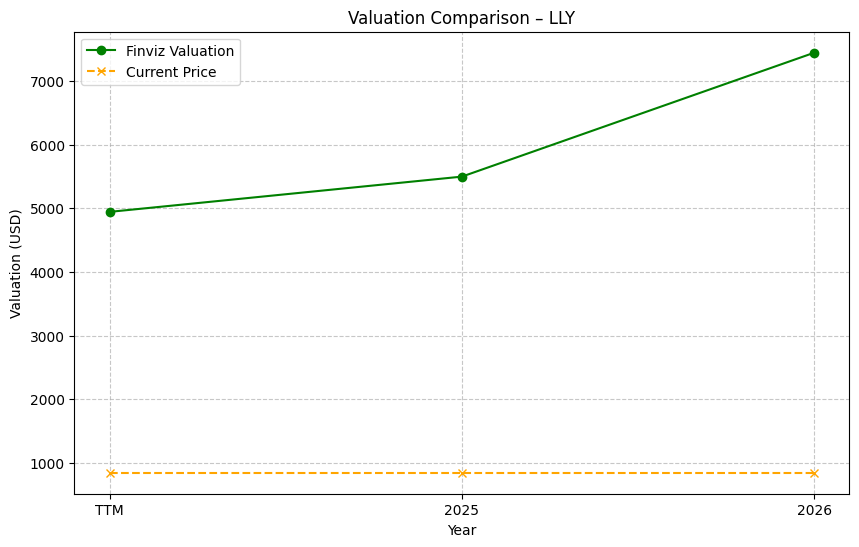 Valuation Comparison – LLY
Finviz Valuation
Current Price
Valuation (USD)
7000
6000
5000
4000
3000
2000
1000
TTM
2025
2026
Year